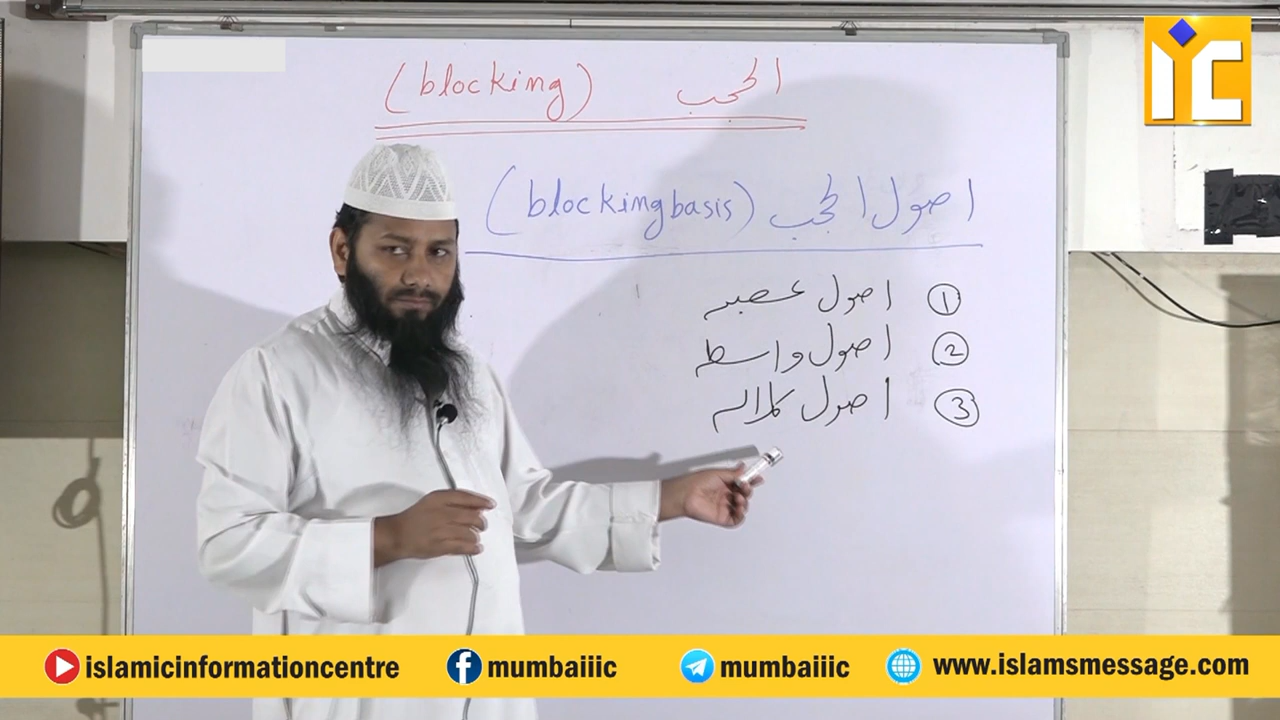 IC
الحجب (blocking)
اصول الحجب (blocking basis)
① اصول عصبہ
② اصول واسطہ
③ اصول کلالہ
islamicinformationcentre mumbaiiic mumbaiiic www.islamsmessage.com